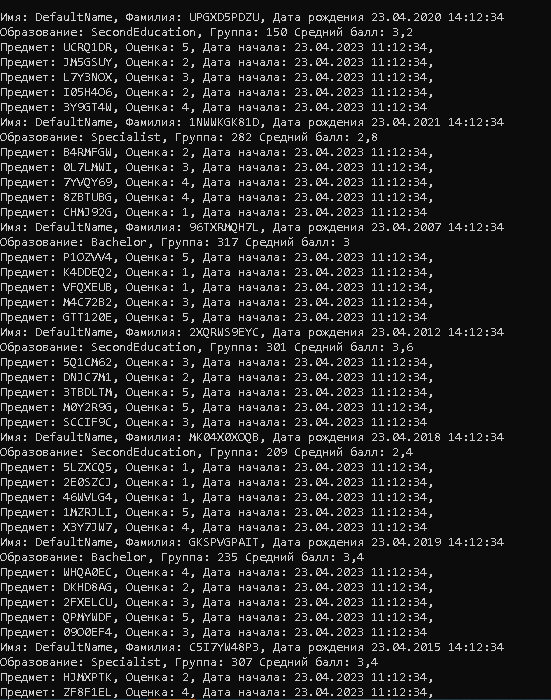 Имя: DefaultName, Фамилия: UPGXD5PDZU, Дата рождения 23.04.2020 14:12:34
Образование: SecondEducation, Группа: 150 Средний балл: 3,2
Предмет: UCRQ1DR, Оценка: 5, Дата начала: 23.04.2023 11:12:34,
Предмет: JM5GSUY, Оценка: 2, Дата начала: 23.04.2023 11:12:34,
Предмет: L7Y3NOX, Оценка: 3, Дата начала: 23.04.2023 11:12:34,
Предмет: I05H4O6, Оценка: 2, Дата начала: 23.04.2023 11:12:34,
Предмет: 3Y9GT4W, Оценка: 4, Дата начала: 23.04.2023 11:12:34
Имя: DefaultName, Фамилия: 1NWWKGK81D, Дата рождения 23.04.2021 14:12:34
Образование: Specialist, Группа: 282 Средний балл: 2,8
Предмет: B4RMFGW, Оценка: 2, Дата начала: 23.04.2023 11:12:34,
Предмет: 0L7LMWI, Оценка: 3, Дата начала: 23.04.2023 11:12:34,
Предмет: 7YVQY69, Оценка: 4, Дата начала: 23.04.2023 11:12:34,
Предмет: 8ZBTUBG, Оценка: 4, Дата начала: 23.04.2023 11:12:34,
Предмет: CHMJ92G, Оценка: 1, Дата начала: 23.04.2023 11:12:34
Имя: DefaultName, Фамилия: 96TXRMQH7L, Дата рождения 23.04.2007 14:12:34
Образование: Bachelor, Группа: 317 Средний балл: 3
Предмет: P1OZVV4, Оценка: 5, Дата начала: 23.04.2023 11:12:34,
Предмет: K4DDEQ2, Оценка: 1, Дата начала: 23.04.2023 11:12:34,
Предмет: VFQXEUB, Оценка: 1, Дата начала: 23.04.2023 11:12:34,
Предмет: M4C72B2, Оценка: 3, Дата начала: 23.04.2023 11:12:34,
Предмет: GTT120E, Оценка: 5, Дата начала: 23.04.2023 11:12:34
Имя: DefaultName, Фамилия: 2XQRWS9EYC, Дата рождения 23.04.2012 14:12:34
Образование: SecondEducation, Группа: 301 Средний балл: 3,6
Предмет: 5Q1CM62, Оценка: 3, Дата начала: 23.04.2023 11:12:34,
Предмет: DNJC7M1, Оценка: 2, Дата начала: 23.04.2023 11:12:34,
Предмет: 3TBDLTM, Оценка: 5, Дата начала: 23.04.2023 11:12:34,
Предмет: M0Y2R9G, Оценка: 5, Дата начала: 23.04.2023 11:12:34,
Предмет: SCCIF9C, Оценка: 3, Дата начала: 23.04.2023 11:12:34
Имя: DefaultName, Фамилия: MK04X0XOQB, Дата рождения 23.04.2018 14:12:34
Образование: SecondEducation, Группа: 209 Средний балл: 2,4
Предмет: 5LZXCQ5, Оценка: 1, Дата начала: 23.04.2023 11:12:34,
Предмет: 2E0SZCJ, Оценка: 1, Дата начала: 23.04.2023 11:12:34,
Предмет: 46WVLG4, Оценка: 1, Дата начала: 23.04.2023 11:12:34,
Предмет: 1MZRJLI, Оценка: 5, Дата начала: 23.04.2023 11:12:34,
Предмет: X3Y7JW7, Оценка: 4, Дата начала: 23.04.2023 11:12:34
Имя: DefaultName, Фамилия: GKSPVGPAIT, Дата рождения 23.04.2019 14:12:34
Образование: Bachelor, Группа: 235 Средний балл: 3,4
Предмет: WHQA0EC, Оценка: 4, Дата начала: 23.04.2023 11:12:34,
Предмет: DKHD8AG, Оценка: 2, Дата начала: 23.04.2023 11:12:34,
Предмет: 2FXELCU, Оценка: 3, Дата начала: 23.04.2023 11:12:34,
Предмет: QPMYWDF, Оценка: 5, Дата начала: 23.04.2023 11:12:34,
Предмет: 09O0EF4, Оценка: 3, Дата начала: 23.04.2023 11:12:34
Имя: DefaultName, Фамилия: C5I7YW48P3, Дата рождения 23.04.2015 14:12:34
Образование: Specialist, Группа: 307 Средний балл: 3,4
Предмет: HJMXPTK, Оценка: 2, Дата начала: 23.04.2023 11:12:34,
Предмет: ZF8F1EL, Оценка: 4, Дата начала: 23.04.2023 11:12:34,